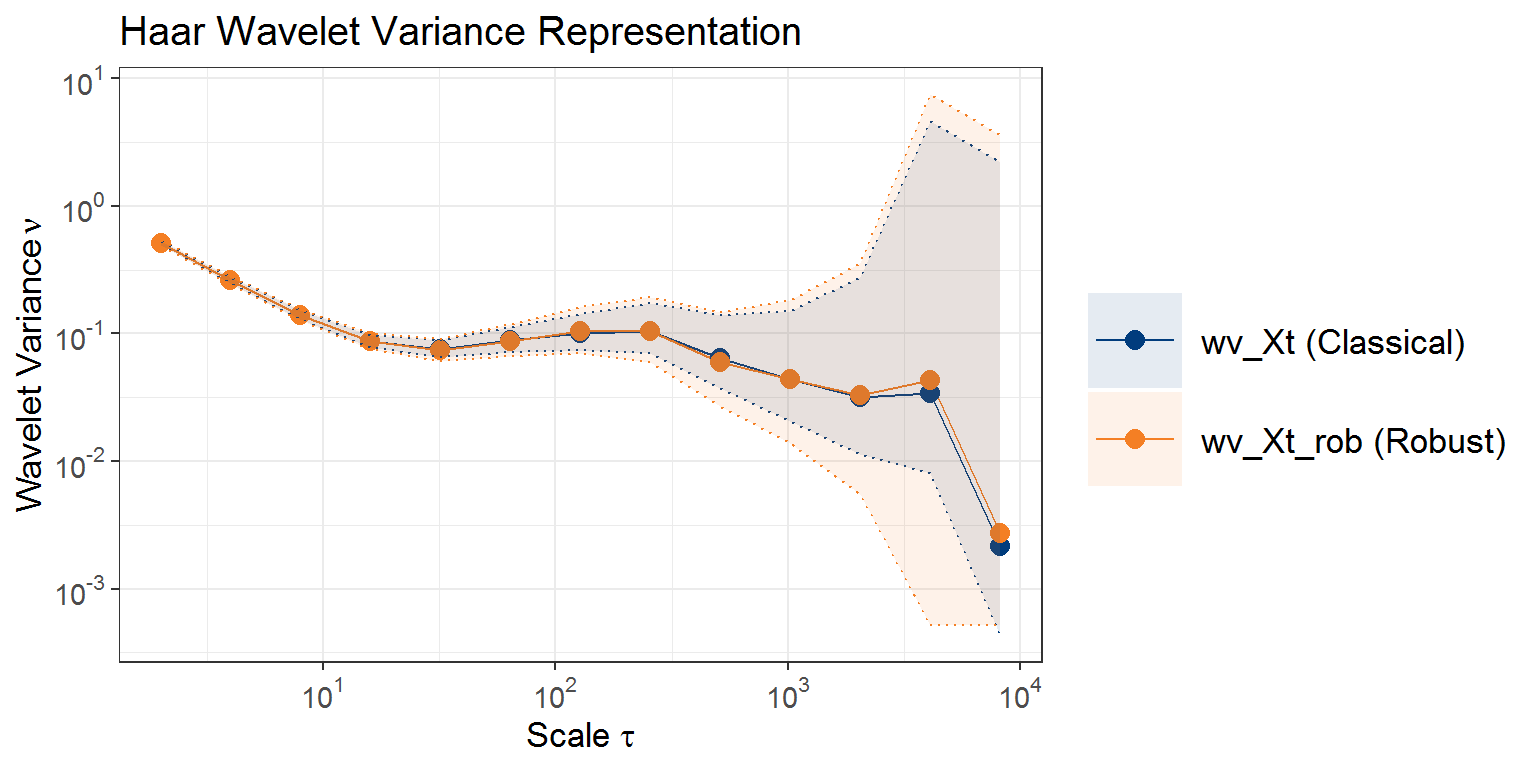 Haar Wavelet Variance Representation
Wavelet Variance ν
10^1
10^0
10^-1
10^-2
10^-3
10^1
10^2
10^3
10^4
Scale τ
wv_Xt (Classical)
wv_Xt_rob (Robust)